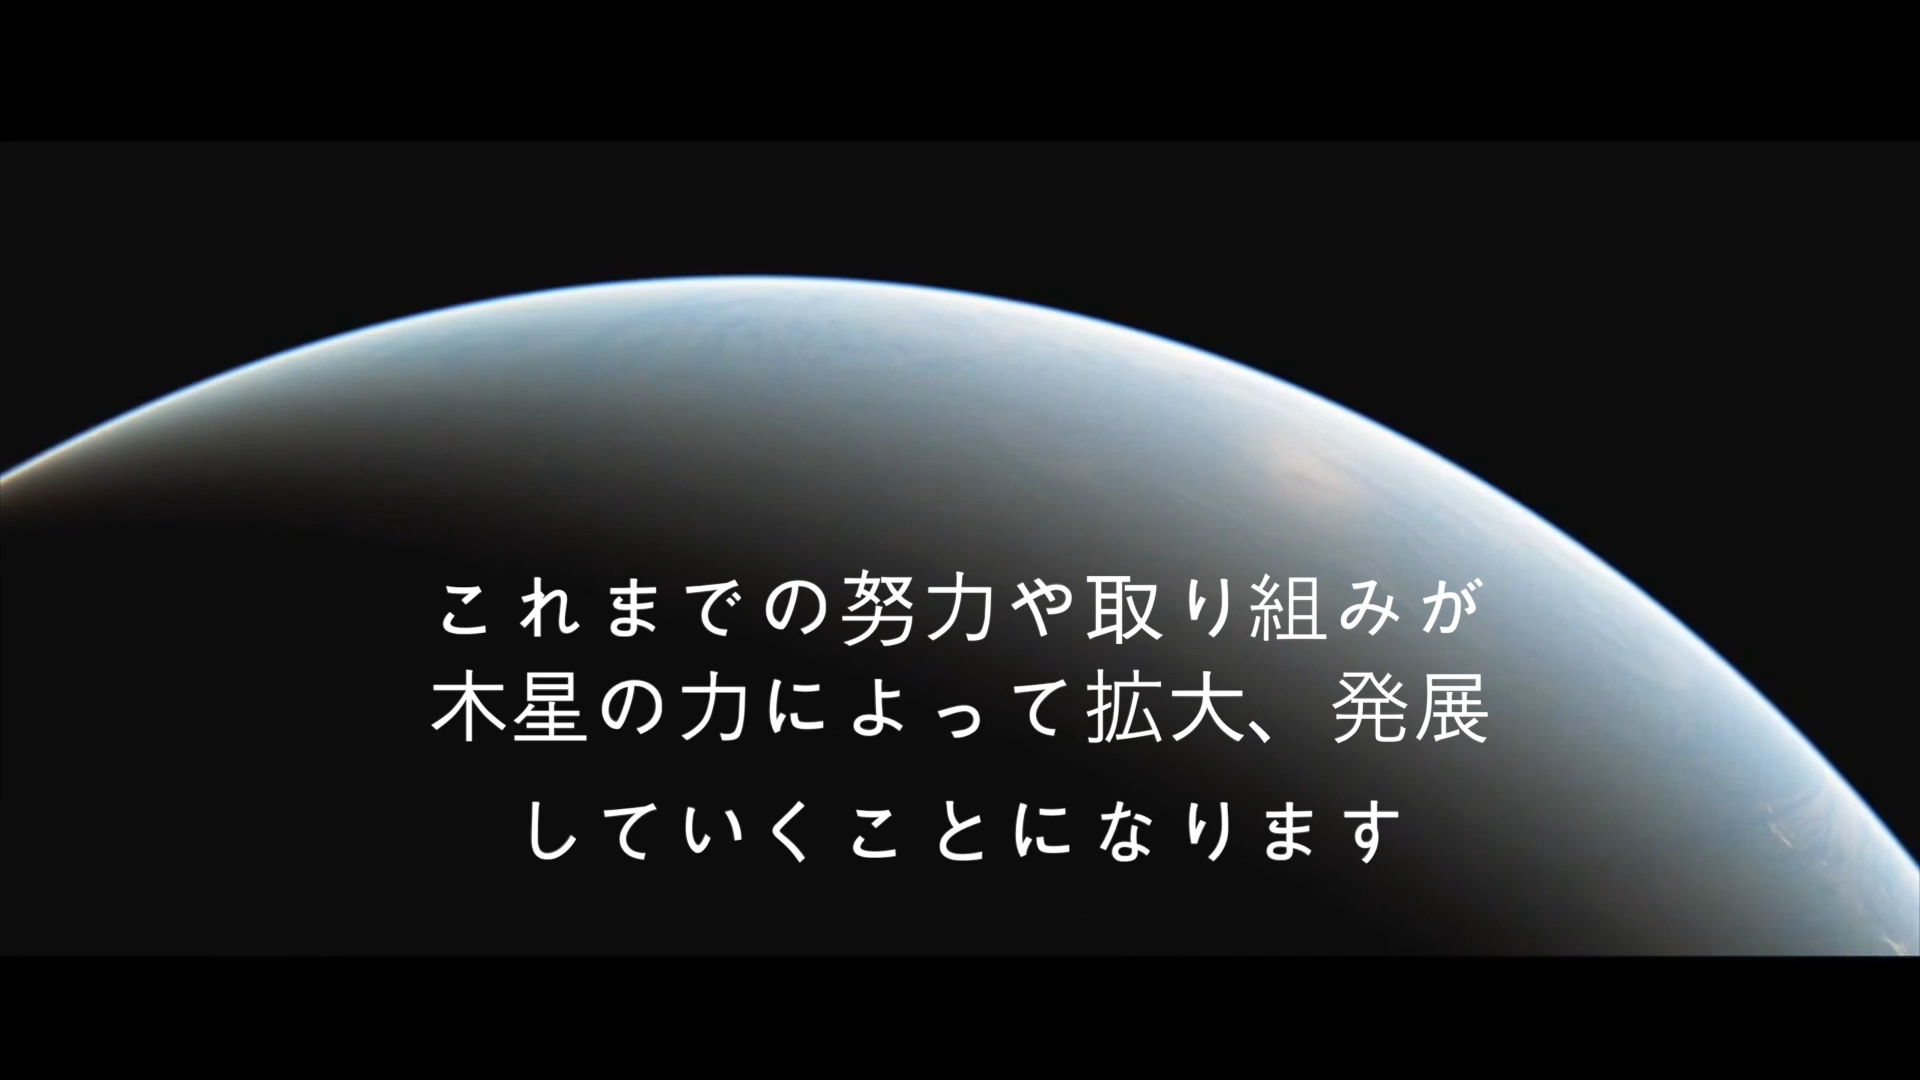 これまでの努力や取り組みが
木星の力によって拡大、発展
していくことになります